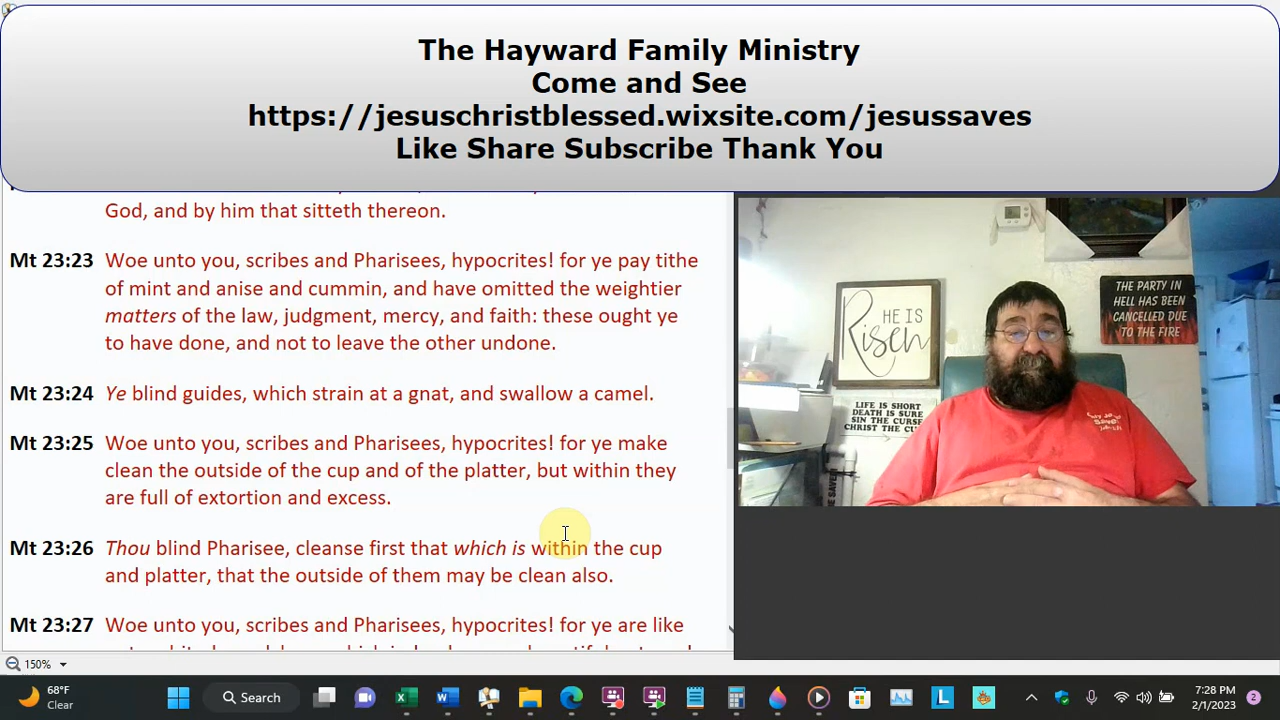 The Hayward Family Ministry
Come and See
https://jesuschristblessed.wixsite.com/jesussaves
Like Share Subscribe Thank You
God, and by him that sitteth thereon.
Mt 23:23 Woe unto you, scribes and Pharisees, hypocrites! for ye pay tithe
of mint and anise and cummin, and have omitted the weightier
matters of the law, judgment, mercy, and faith: these ought ye
to have done, and not to leave the other undone.
Mt 23:24 Ye blind guides, which strain at a gnat, and swallow a camel.
Mt 23:25 Woe unto you, scribes and Pharisees, hypocrites! for ye make
clean the outside of the cup and of the platter, but within they
are full of extortion and excess.
Mt 23:26 Thou blind Pharisee, cleanse first that which is within the cup
and platter, that the outside of them may be clean also.
Mt 23:27 Woe unto you, scribes and Pharisees, hypocrites! for ye are like
HE IS
Risen
THE PARTY IN
HELL HAS BEEN
CANCELLED DUE
TO THE FIRE
LIFE IS SHORT
DEATH IS SURE
SIN THE CURSE
CHRIST THE
150%
68°F
Clear
Search
7:28 PM
2/1/2023
2